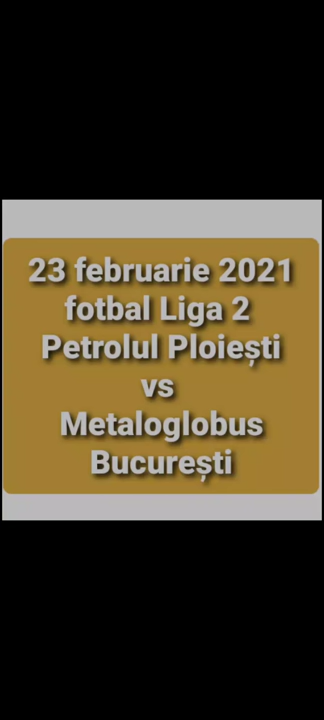 23 februarie 2021
fotbal Liga 2
Petrolul Ploiești
vs
Metaloglobus
București